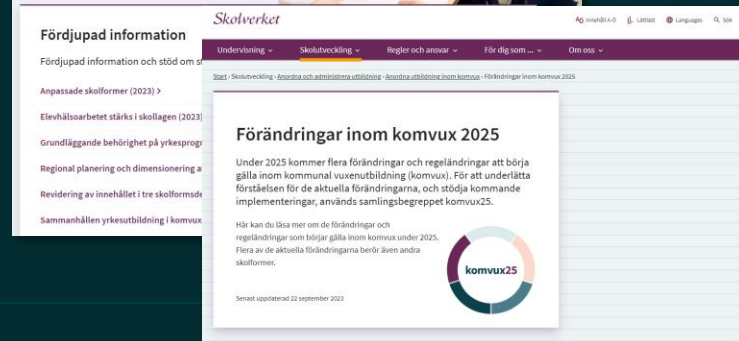 Fördjupad information
Fördjupad information och stöd om
Anpassade skolformer (2023) >
Elevhälsoarbetet stärks i skollagen (2023)
Grundläggande behörighet på
Regional planering och dimensionering
Revidering av innehållet i tre
Sammanhållen yrkesutbildning i komvux
Skolverket
Innehåll A-Ö Lättläst Languages Sök
Undervisning Skolutveckling Regler och ansvar För dig som ... Om oss
Start › Skolutveckling › Anordna och administrera utbildning › Anordna utbildning inom komvux › Förändringar inom komvux 2025
Förändringar inom komvux 2025
Under 2025 kommer flera förändringar och regeländringar att börja
gälla inom kommunal vuxenutbildning (komvux). För att underlätta
förståelsen för de aktuella förändringarna, och stödja kommande
implementeringar, används samlingsbegreppet komvux25.
Här kan du läsa mer om de förändringar och
regeländringar som börjar gälla inom komvux under 2025.
Flera av de aktuella förändringarna berör även andra
skolformer.
komvux25
Senast uppdaterad 22 september 2023